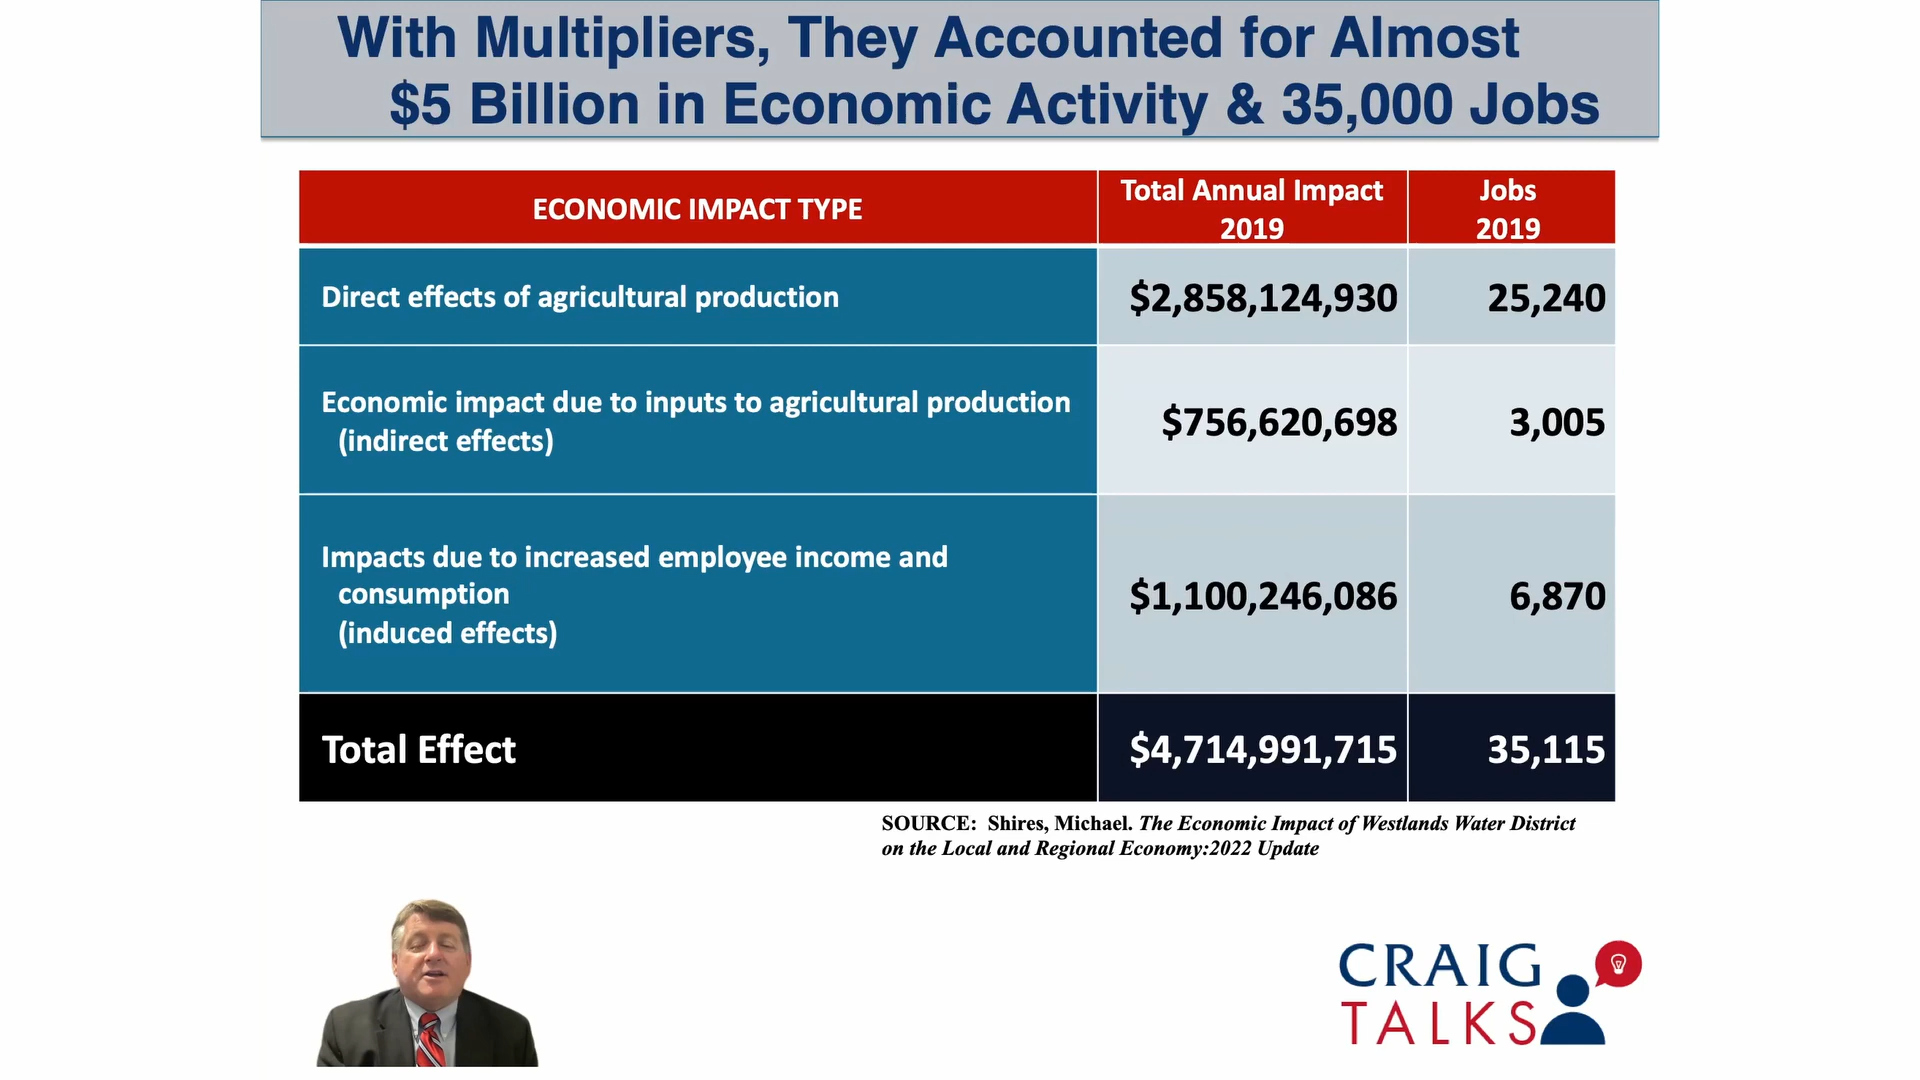 With Multipliers, They Accounted for Almost
$5 Billion in Economic Activity & 35,000 Jobs
ECONOMIC IMPACT TYPE
Total Annual Impact
2019
Jobs
2019
Direct effects of agricultural production
$2,858,124,930
25,240
Economic impact due to inputs to agricultural production
(indirect effects)
$756,620,698
3,005
Impacts due to increased employee income and
consumption
(induced effects)
$1,100,246,086
6,870
Total Effect
$4,714,991,715
35,115
SOURCE: Shires, Michael. The Economic Impact of Westlands Water District
on the Local and Regional Economy:2022 Update
CRAIG
TALKS